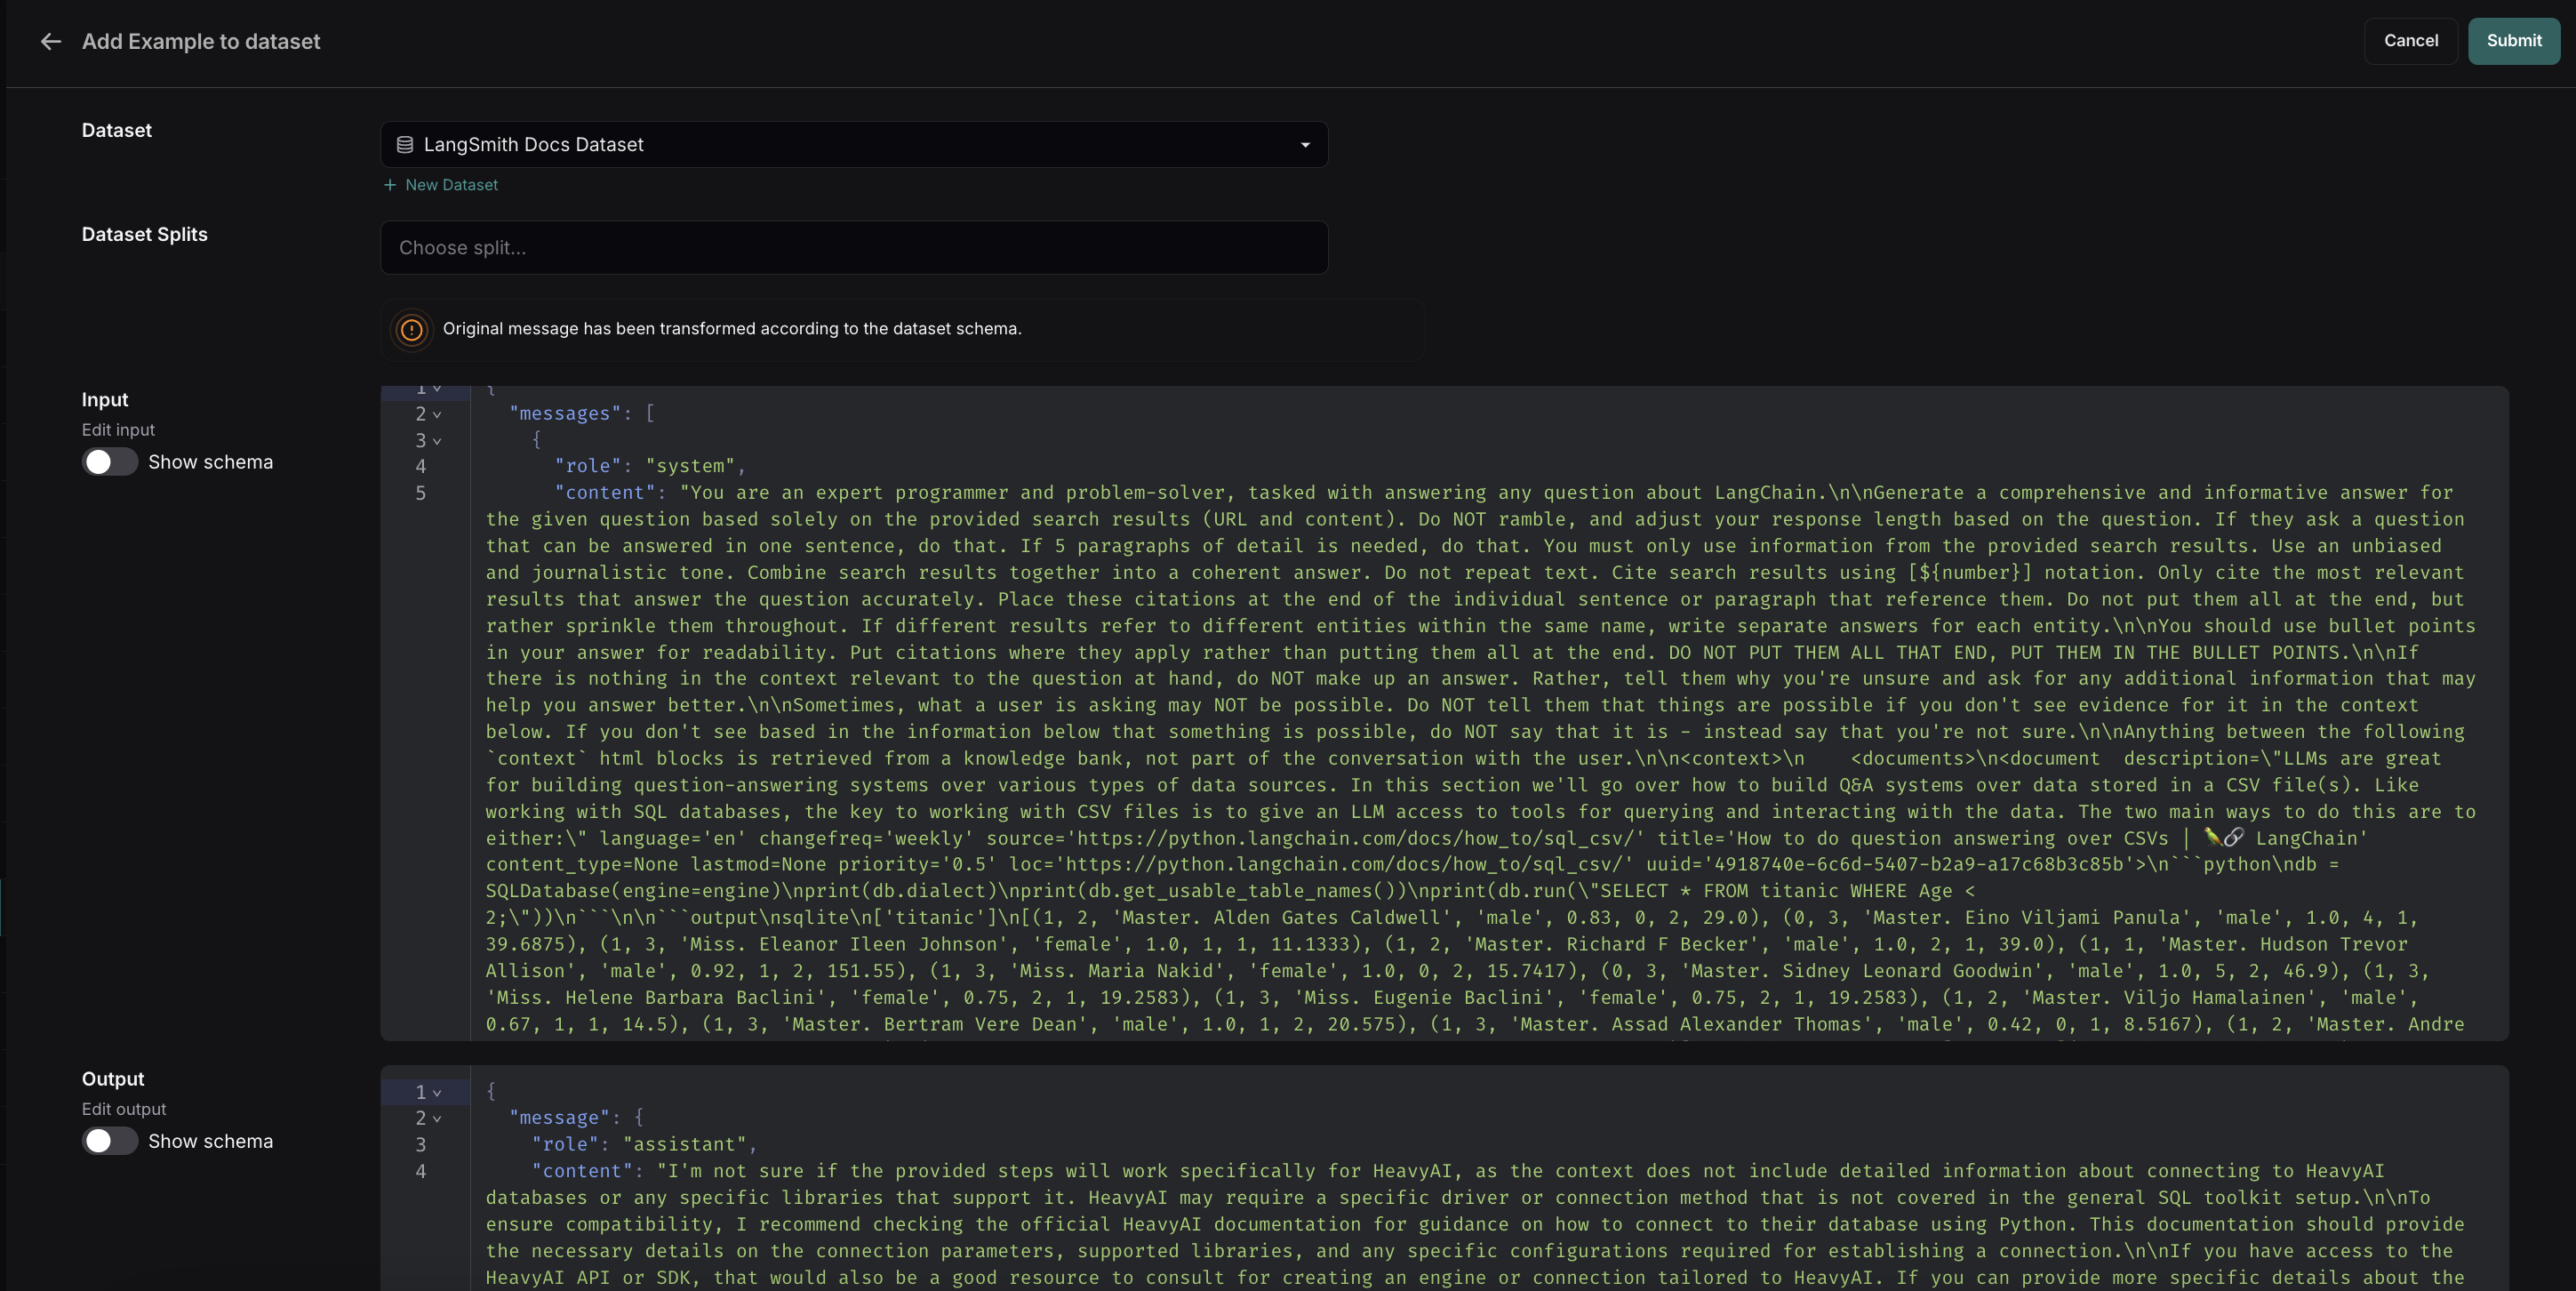 Add Example to dataset
Cancel
Submit
Dataset
LangSmith Docs Dataset
+ New Dataset
Dataset Splits
Choose split...
Original message has been transformed according to the dataset schema.
Input
Edit input
Show schema
1 {
2 "messages": [
3 {
4 "role": "system",
5 "content": "You are an expert programmer and problem-solver, tasked with answering any question about LangChain.\n\nGenerate a comprehensive and informative answer for
the given question based solely on the provided search results (URL and content). Do NOT ramble, and adjust your response length based on the question. If they ask a question
that can be answered in one sentence, do that. If 5 paragraphs of detail is needed, do that. You must only use information from the provided search results. Use an unbiased
and journalistic tone. Combine search results together into a coherent answer. Do not repeat text. Cite search results using [${number}] notation. Only cite the most relevant
results that answer the question accurately. Place these citations at the end of the individual sentence or paragraph that reference them. Do not put them all at the end, but
rather sprinkle them throughout. If different results refer to different entities within the same name, write separate answers for each entity.\n\nYou should use bullet points
in your answer for readability. Put citations where they apply rather than putting them all at the end. DO NOT PUT THEM ALL THAT END, PUT THEM IN THE BULLET POINTS.\n\nIf
there is nothing in the context relevant to the question at hand, do NOT make up an answer. Rather, tell them why you're unsure and ask for any additional information that may
help you answer better.\n\nSometimes, what a user is asking may NOT be possible. Do NOT tell them that things are possible if you don't see evidence for it in the context
below. If you don't see based in the information below that something is possible, do NOT say that it is - instead say that you're not sure.\n\nAnything between the following
`context` html blocks is retrieved from a knowledge bank, not part of the conversation with the user.\n\n<context>\n    <documents>\n<document  description=\"LLMs are great
for building question-answering systems over various types of data sources. In this section we'll go over how to build Q&A systems over data stored in a CSV file(s). Like
working with SQL databases, the key to working with CSV files is to give an LLM access to tools for querying and interacting with the data. The two main ways to do this are to
either:\" language='en' changefreq='weekly' source='https://python.langchain.com/docs/how_to/sql_csv/' title='How to do question answering over CSVs | 🦜🔗 LangChain'
content_type=None lastmod=None priority='0.5' loc='https://python.langchain.com/docs/how_to/sql_csv/' uuid='4918740e-6c6d-5407-b2a9-a17c68b3c85b'>\n```python\ndb =
SQLDatabase(engine=engine)\nprint(db.dialect)\nprint(db.get_usable_table_names())\nprint(db.run(\"SELECT * FROM titanic WHERE Age <
2;\"))\n```\n\n```output\nsqlite\n['titanic']\n[(1, 2, 'Master. Alden Gates Caldwell', 'male', 0.83, 0, 2, 29.0), (0, 3, 'Master. Eino Viljami Panula', 'male', 1.0, 4, 1,
39.6875), (1, 3, 'Miss. Eleanor Ileen Johnson', 'female', 1.0, 1, 1, 11.1333), (1, 2, 'Master. Richard F Becker', 'male', 1.0, 2, 1, 39.0), (1, 1, 'Master. Hudson Trevor
Allison', 'male', 0.92, 1, 2, 151.55), (1, 3, 'Miss. Maria Nakid', 'female', 1.0, 0, 2, 15.7417), (0, 3, 'Master. Sidney Leonard Goodwin', 'male', 1.0, 5, 2, 46.9), (1, 3,
'Miss. Helene Barbara Baclini', 'female', 0.75, 2, 1, 19.2583), (1, 3, 'Miss. Eugenie Baclini', 'female', 0.75, 2, 1, 19.2583), (1, 2, 'Master. Viljo Hamalainen', 'male',
0.67, 1, 1, 14.5), (1, 3, 'Master. Bertram Vere Dean', 'male', 1.0, 1, 2, 20.575), (1, 3, 'Master. Assad Alexander Thomas', 'male', 0.42, 0, 1, 8.5167), (1, 2, 'Master. Andre
Output
Edit output
Show schema
1 {
2 "message": {
3 "role": "assistant",
4 "content": "I'm not sure if the provided steps will work specifically for HeavyAI, as the context does not include detailed information about connecting to HeavyAI
databases or any specific libraries that support it. HeavyAI may require a specific driver or connection method that is not covered in the general SQL toolkit setup.\n\nTo
ensure compatibility, I recommend checking the official HeavyAI documentation for guidance on how to connect to their database using Python. This documentation should provide
the necessary details on the connection parameters, supported libraries, and any specific configurations required for establishing a connection.\n\nIf you have access to the
HeavyAI API or SDK, that would also be a good resource to consult for creating an engine or connection tailored to HeavyAI. If you can provide more specific details about the